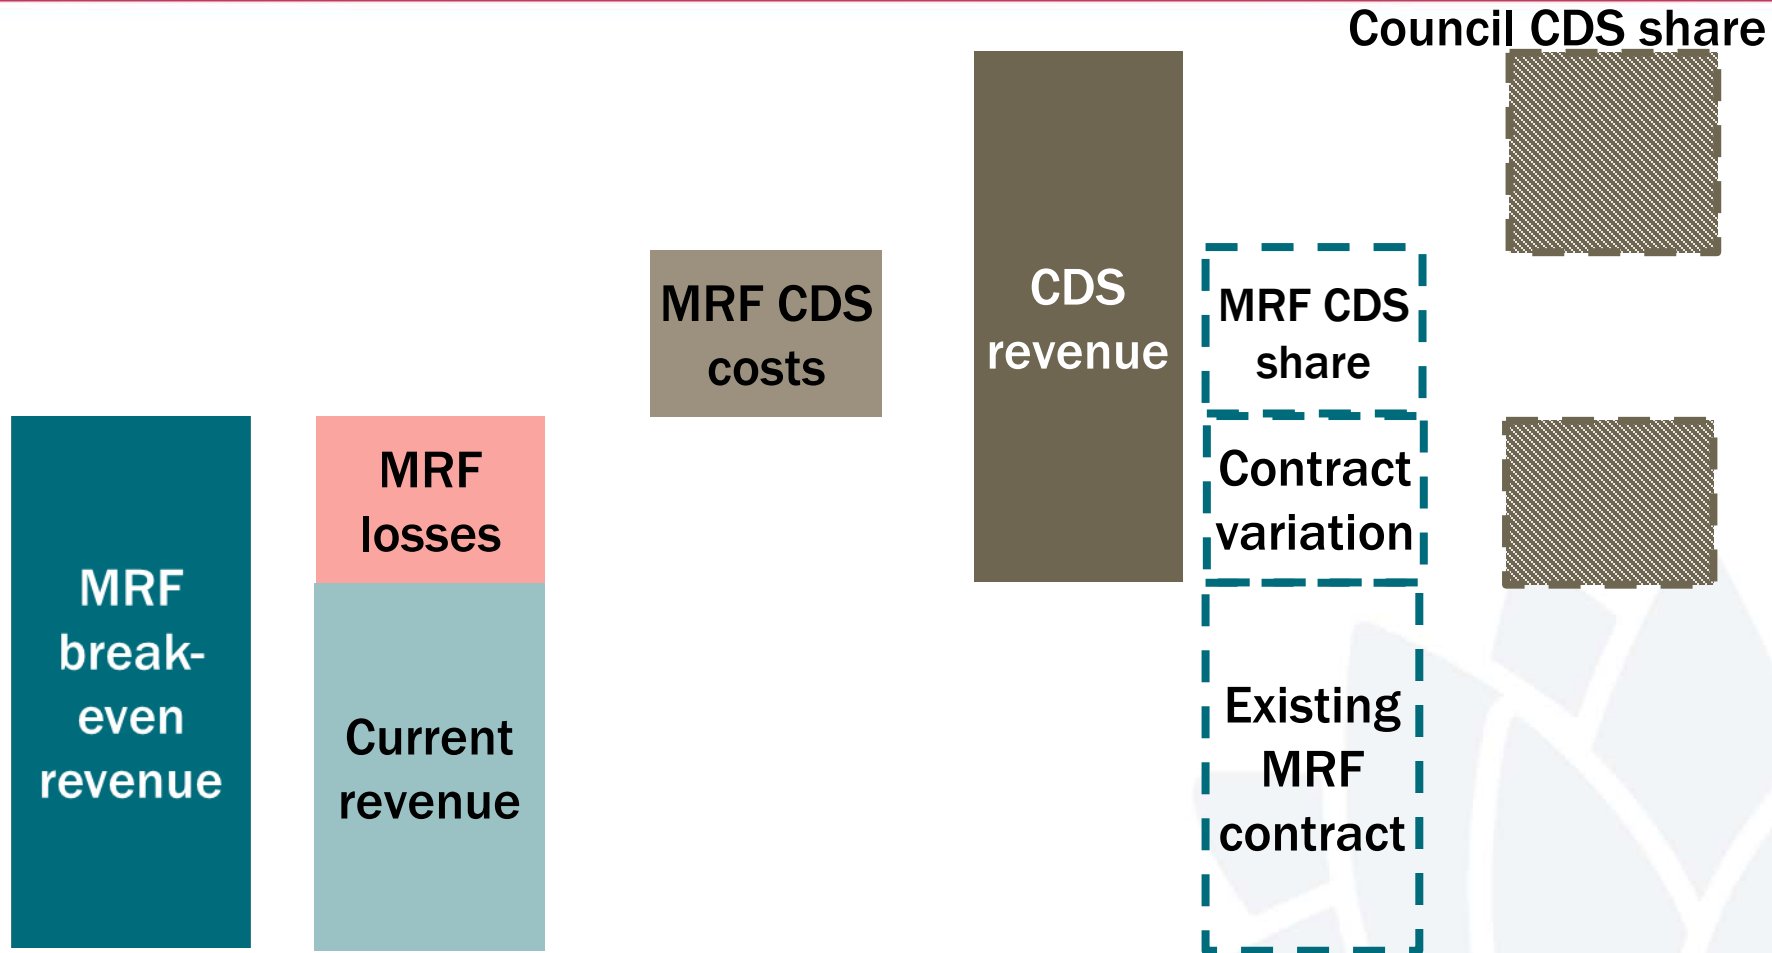 Council CDS share
MRF CDS
costs
CDS
revenue
MRF CDS
share
MRF
losses
Contract
variation
MRF
break-
even
revenue
Current
revenue
Existing
MRF
contract